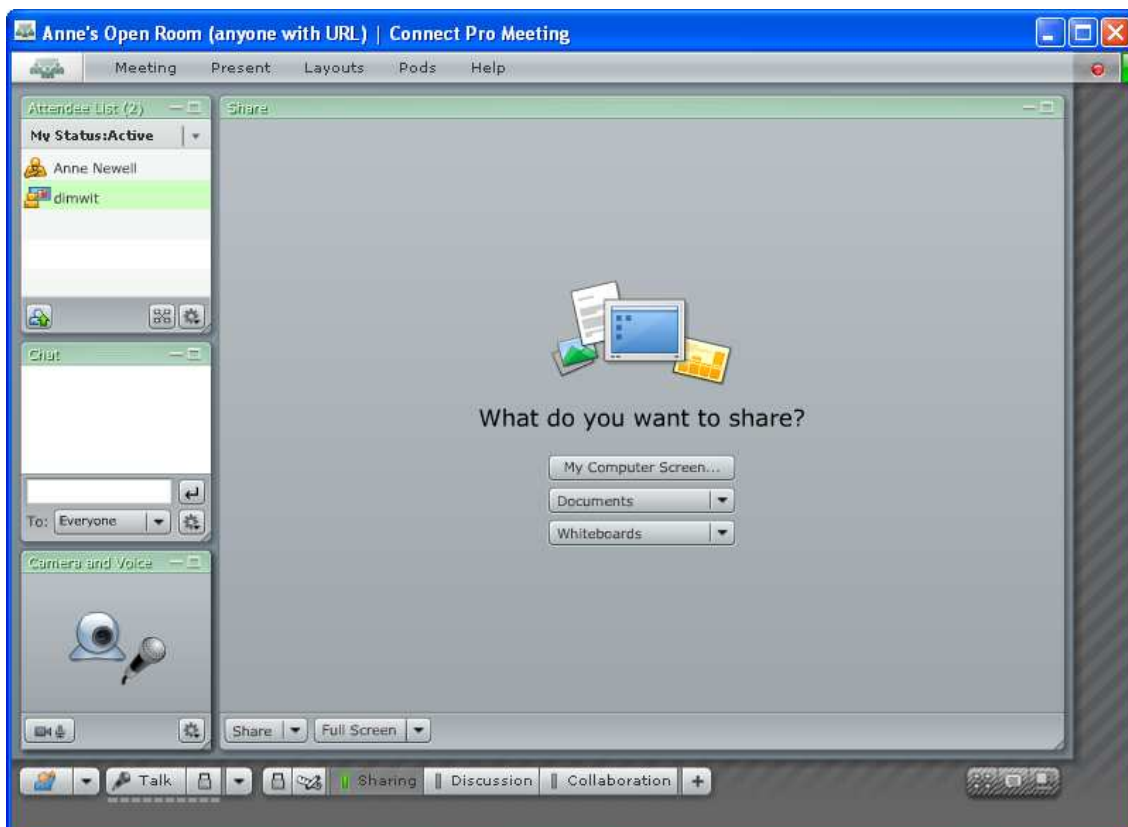 Anne's Open Room (anyone with URL) | Connect Pro Meeting
Meeting Present Layouts Pods Help
Attendee List (2)
My Status:Active
Anne Newell
dimwit
Chat
To: Everyone
Camera and Voice
Share
What do you want to share?
My Computer Screen...
Documents
Whiteboards
Share Full Screen
Talk Sharing Discussion Collaboration +